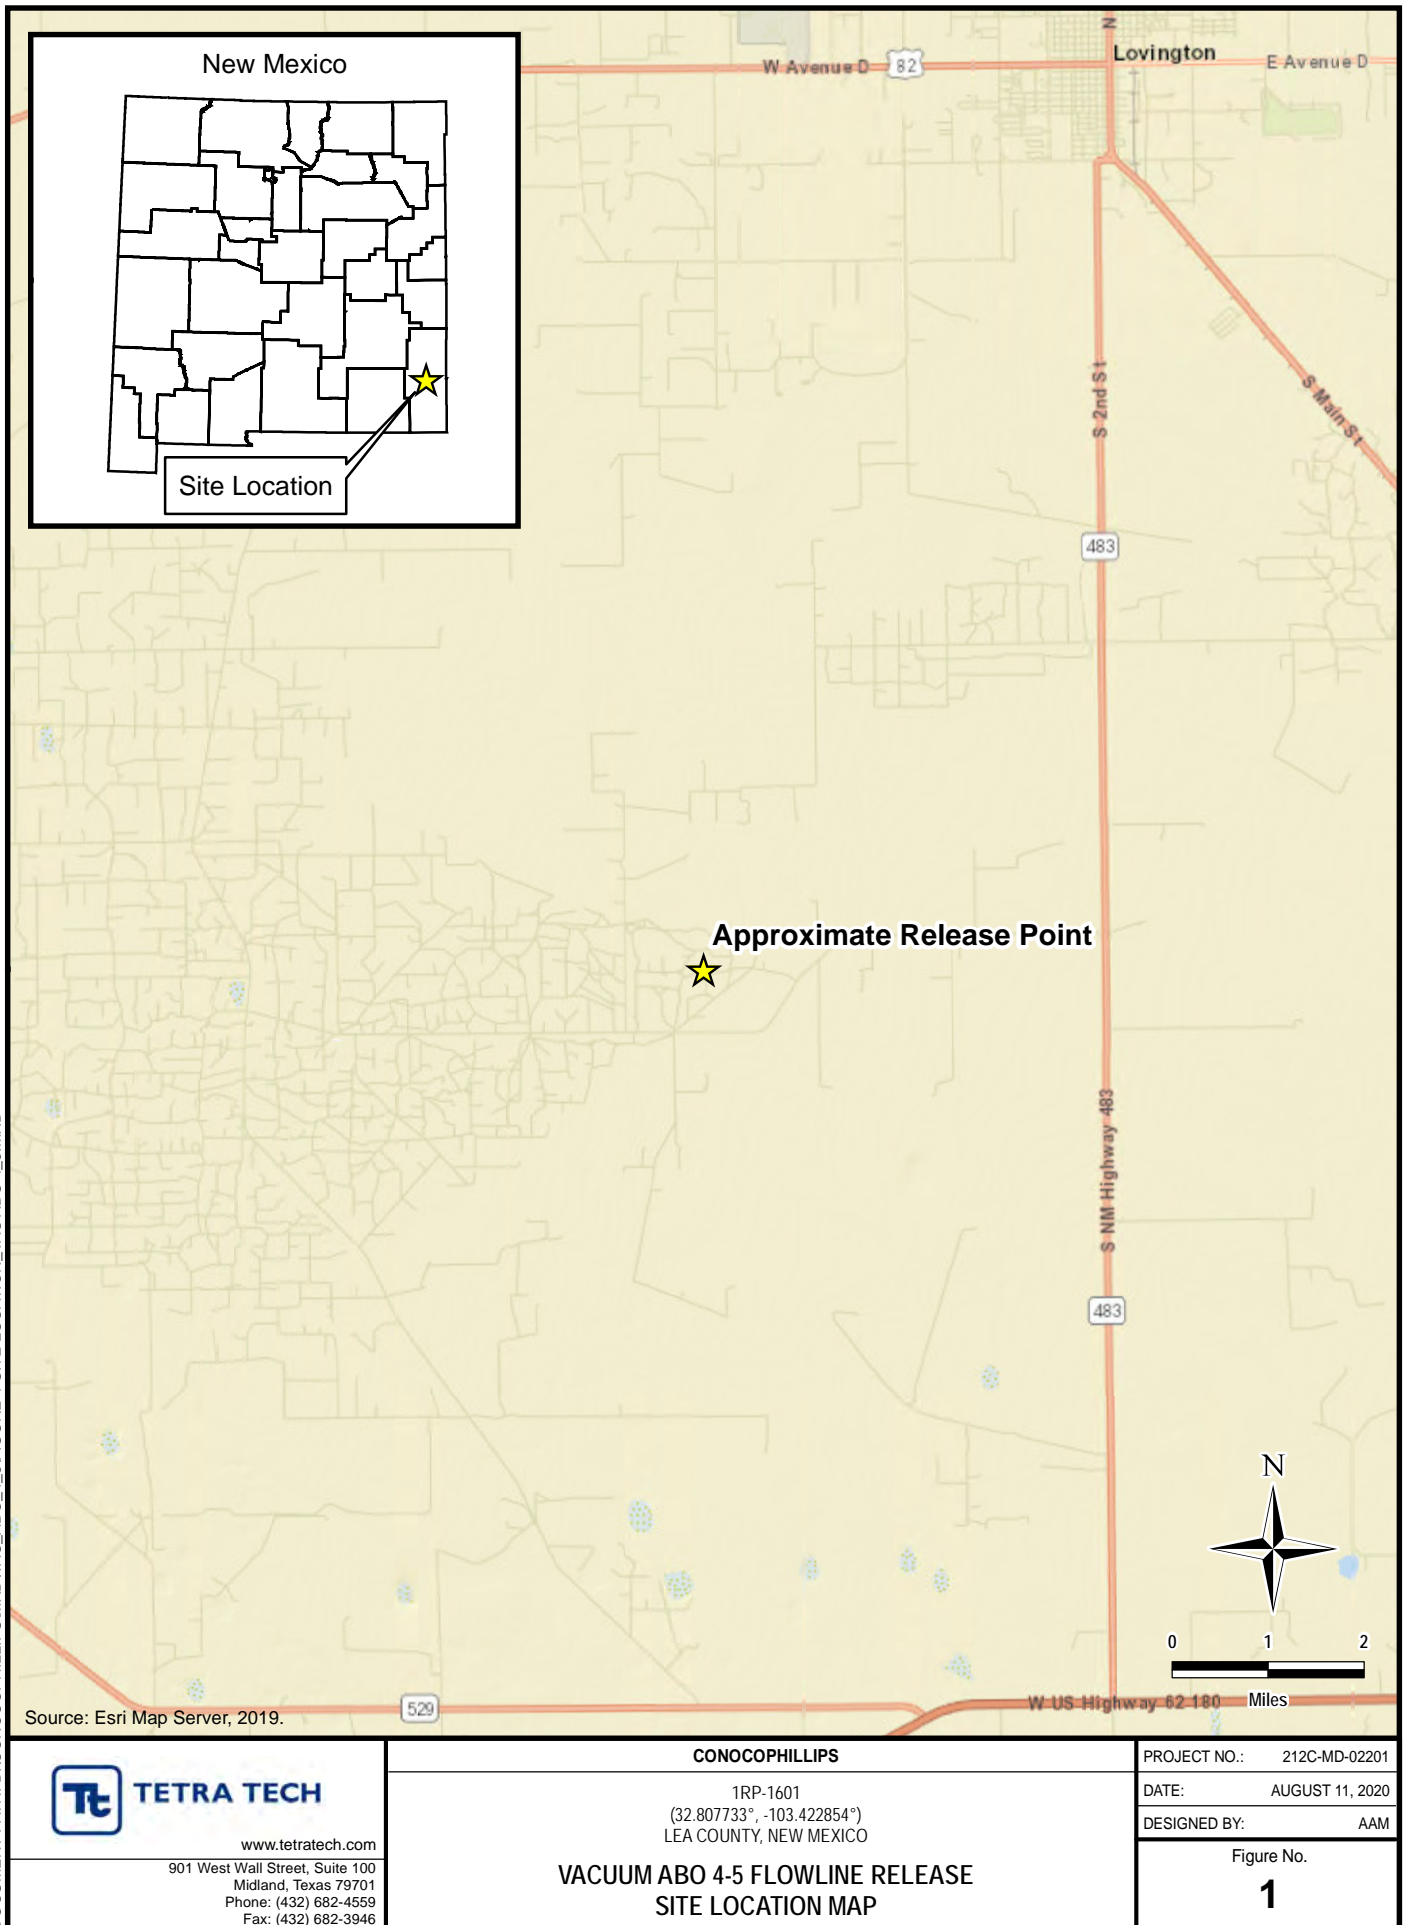 New Mexico
Site Location
W Avenue D
82
N
Lovington
E Avenue D
S 2nd St
S Main St
483
Approximate Release Point
S NM Highway 483
483
N
0 1 2
Miles
529
W US Highway 62 180
Source: Esri Map Server, 2019.
Tt TETRA TECH
www.tetratech.com
901 West Wall Street, Suite 100
Midland, Texas 79701
Phone: (432) 682-4559
Fax: (432) 682-3946
CONOCOPHILLIPS
1RP-1601
(32.807733°, -103.422854°)
LEA COUNTY, NEW MEXICO
VACUUM ABO 4-5 FLOWLINE RELEASE
SITE LOCATION MAP
PROJECT NO.: 212C-MD-02201
DATE: AUGUST 11, 2020
DESIGNED BY: AAM
Figure No.
1